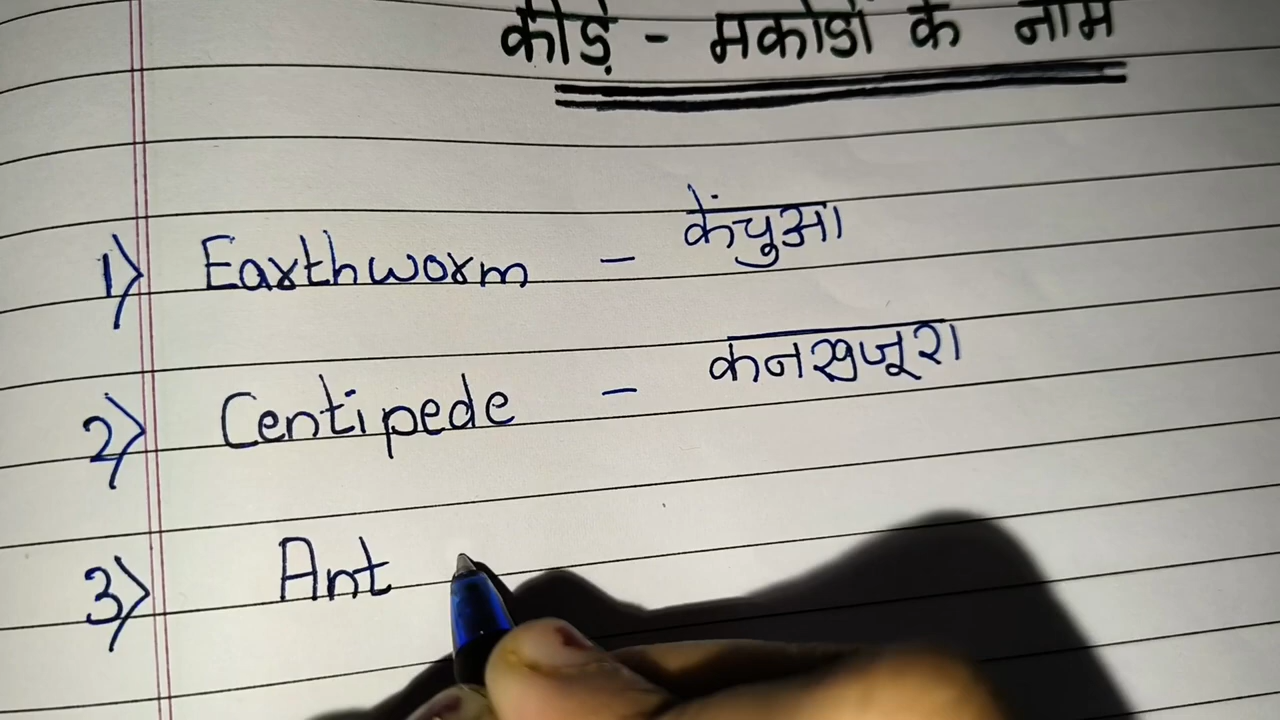 कीड़े - मकोडों के नाम
1) Earthworm - केंचुआ
2) Centipede - कनखजूरा
3) Ant